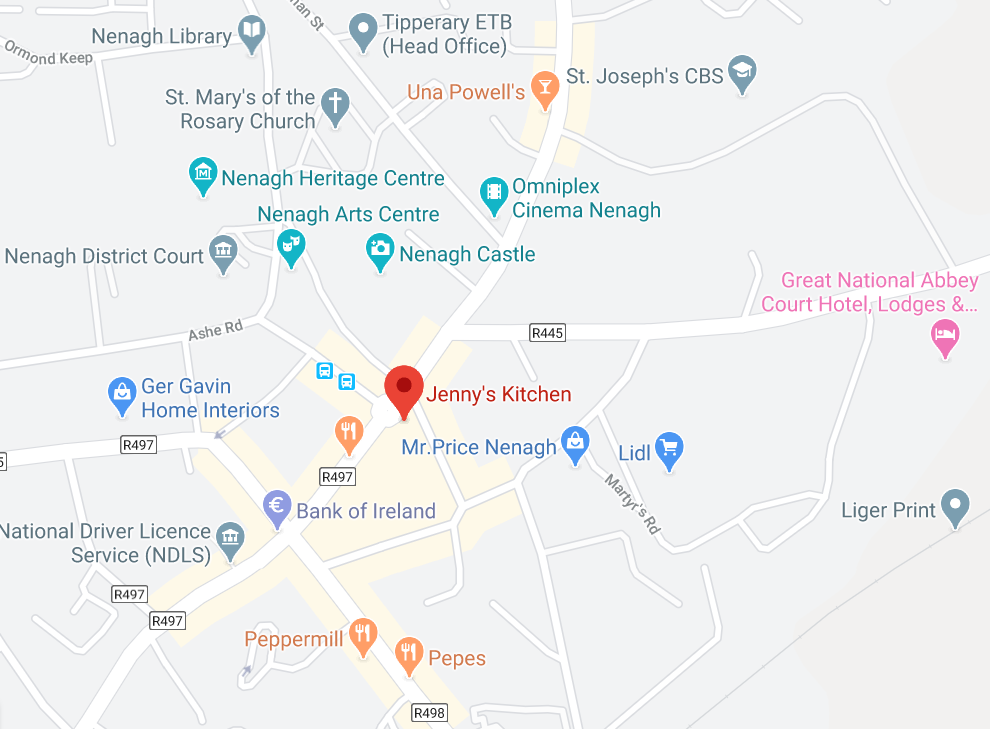 Tipperary ETB
(Head Office)
Nenagh Library
Ormond Keep
St. Joseph's CBS
Una Powell's
St. Mary's of the
Rosary Church
Nenagh Heritage Centre
Omniplex
Cinema Nenagh
Nenagh Arts Centre
Nenagh District Court
Nenagh Castle
Great National Abbey
Court Hotel, Lodges &...
Ashe Rd
R445
Ger Gavin
Home Interiors
Jenny's Kitchen
R497
Mr.Price Nenagh
Lidl
R497
Martyr's Rd
Bank of Ireland
Liger Print
National Driver Licence
Service (NDLS)
R497
R497
Peppermill
Pepes
R498